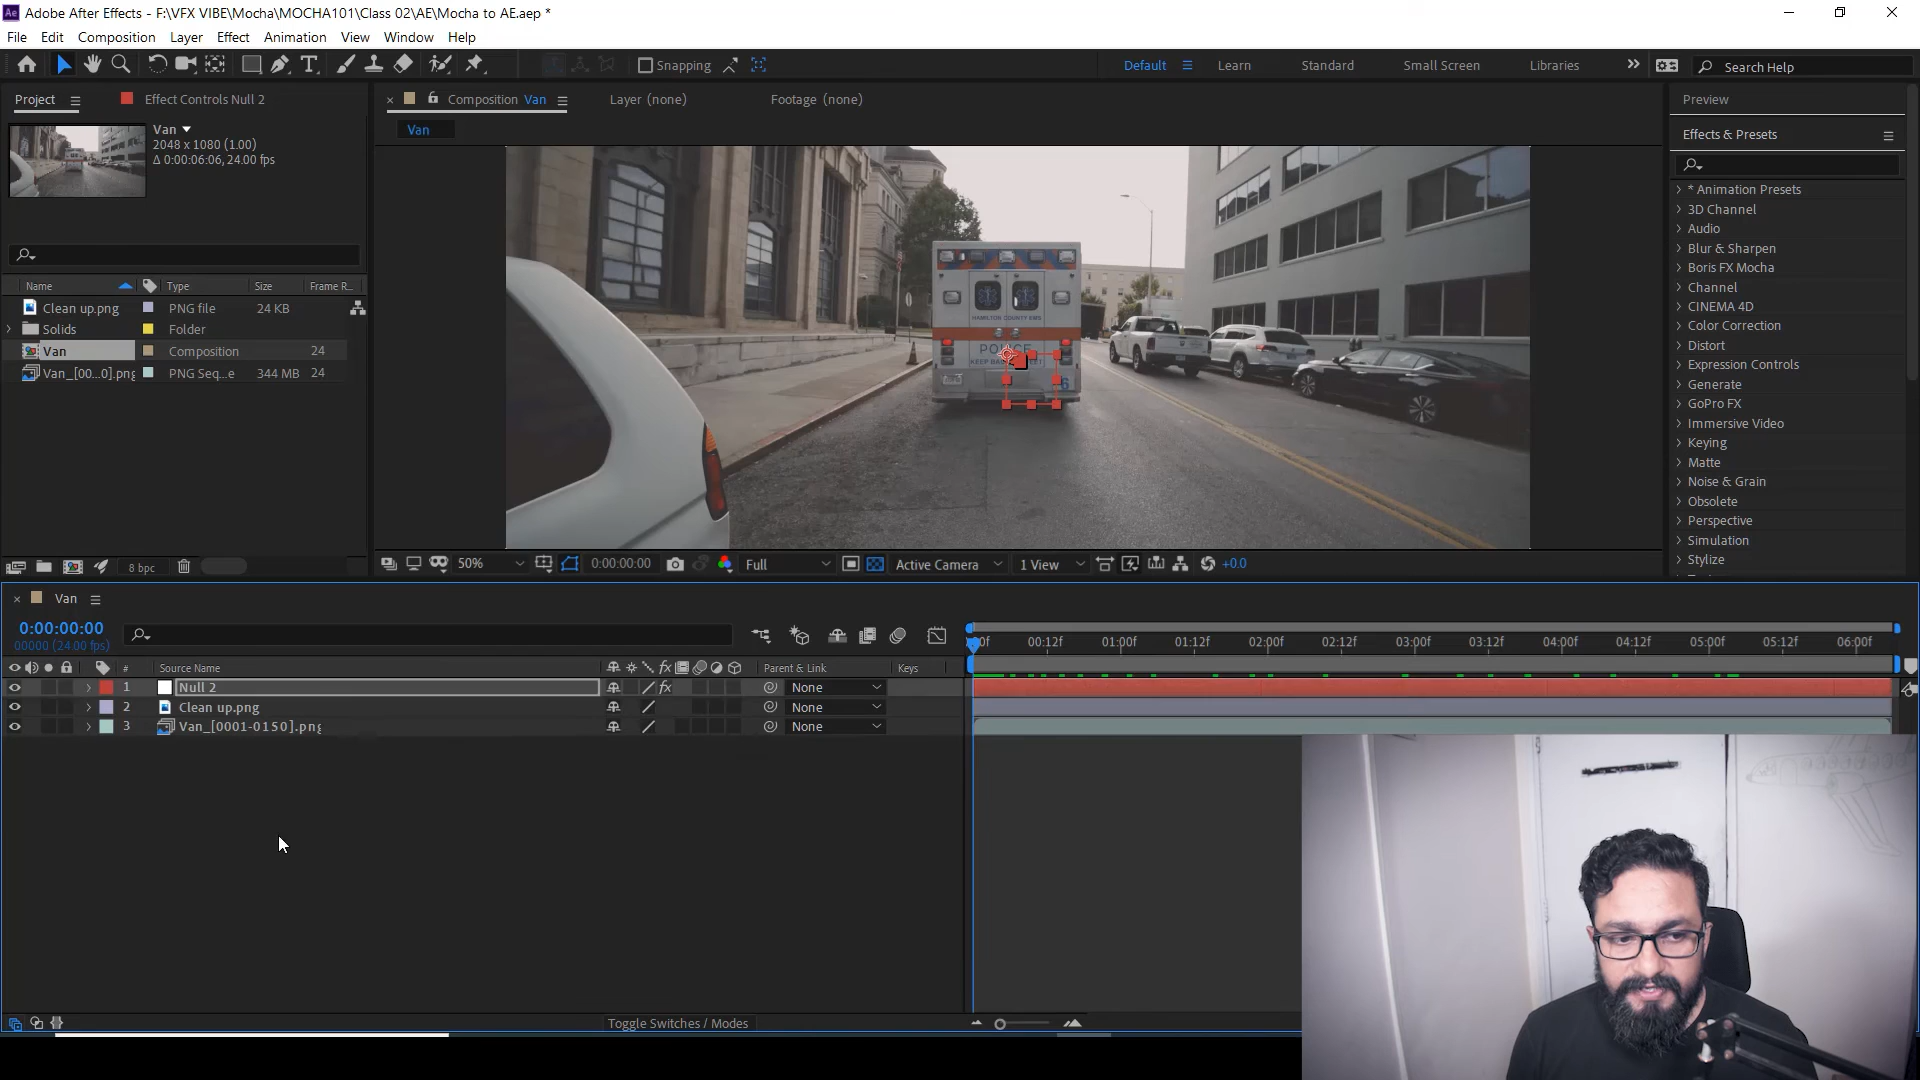 Adobe After Effects - F:\VFX VIBE\Mocha\MOCHA101\Class 02\AE\Mocha to AE.aep *
File Edit Composition Layer Effect Animation View Window Help
Snapping
Default Learn Standard Small Screen Libraries Search Help
Project Effect Controls Null 2
Composition Van Layer (none) Footage (none)
Preview
Van
Van
2048 x 1080 (1.00)
Δ 0:00:06:06, 24.00 fps
Effects & Presets
* Animation Presets
3D Channel
Audio
Blur & Sharpen
Boris FX Mocha
Channel
CINEMA 4D
Color Correction
Distort
Expression Controls
Generate
GoPro FX
Immersive Video
Keying
Matte
Noise & Grain
Obsolete
Perspective
Simulation
Stylize
Name Type Size Frame R...
Clean up.png PNG file 24 KB
Solids Folder
Van Composition 24
Van_[00...0].png PNG Seq...e 344 MB 24
HAMILTON COUNTY EMS
8 bpc
50% 0:00:00:00 Full Active Camera 1 View +0.0
Van
0:00:00:00
00000 (24.00 fps)
00:12f 01:00f 01:12f 02:00f 02:12f 03:00f 03:12f 04:00f 04:12f 05:00f 05:12f 06:00f
# Source Name fx Parent & Link Keys
1 Null 2 fx None
2 Clean up.png None
3 Van_[0001-0150].png None
Toggle Switches / Modes